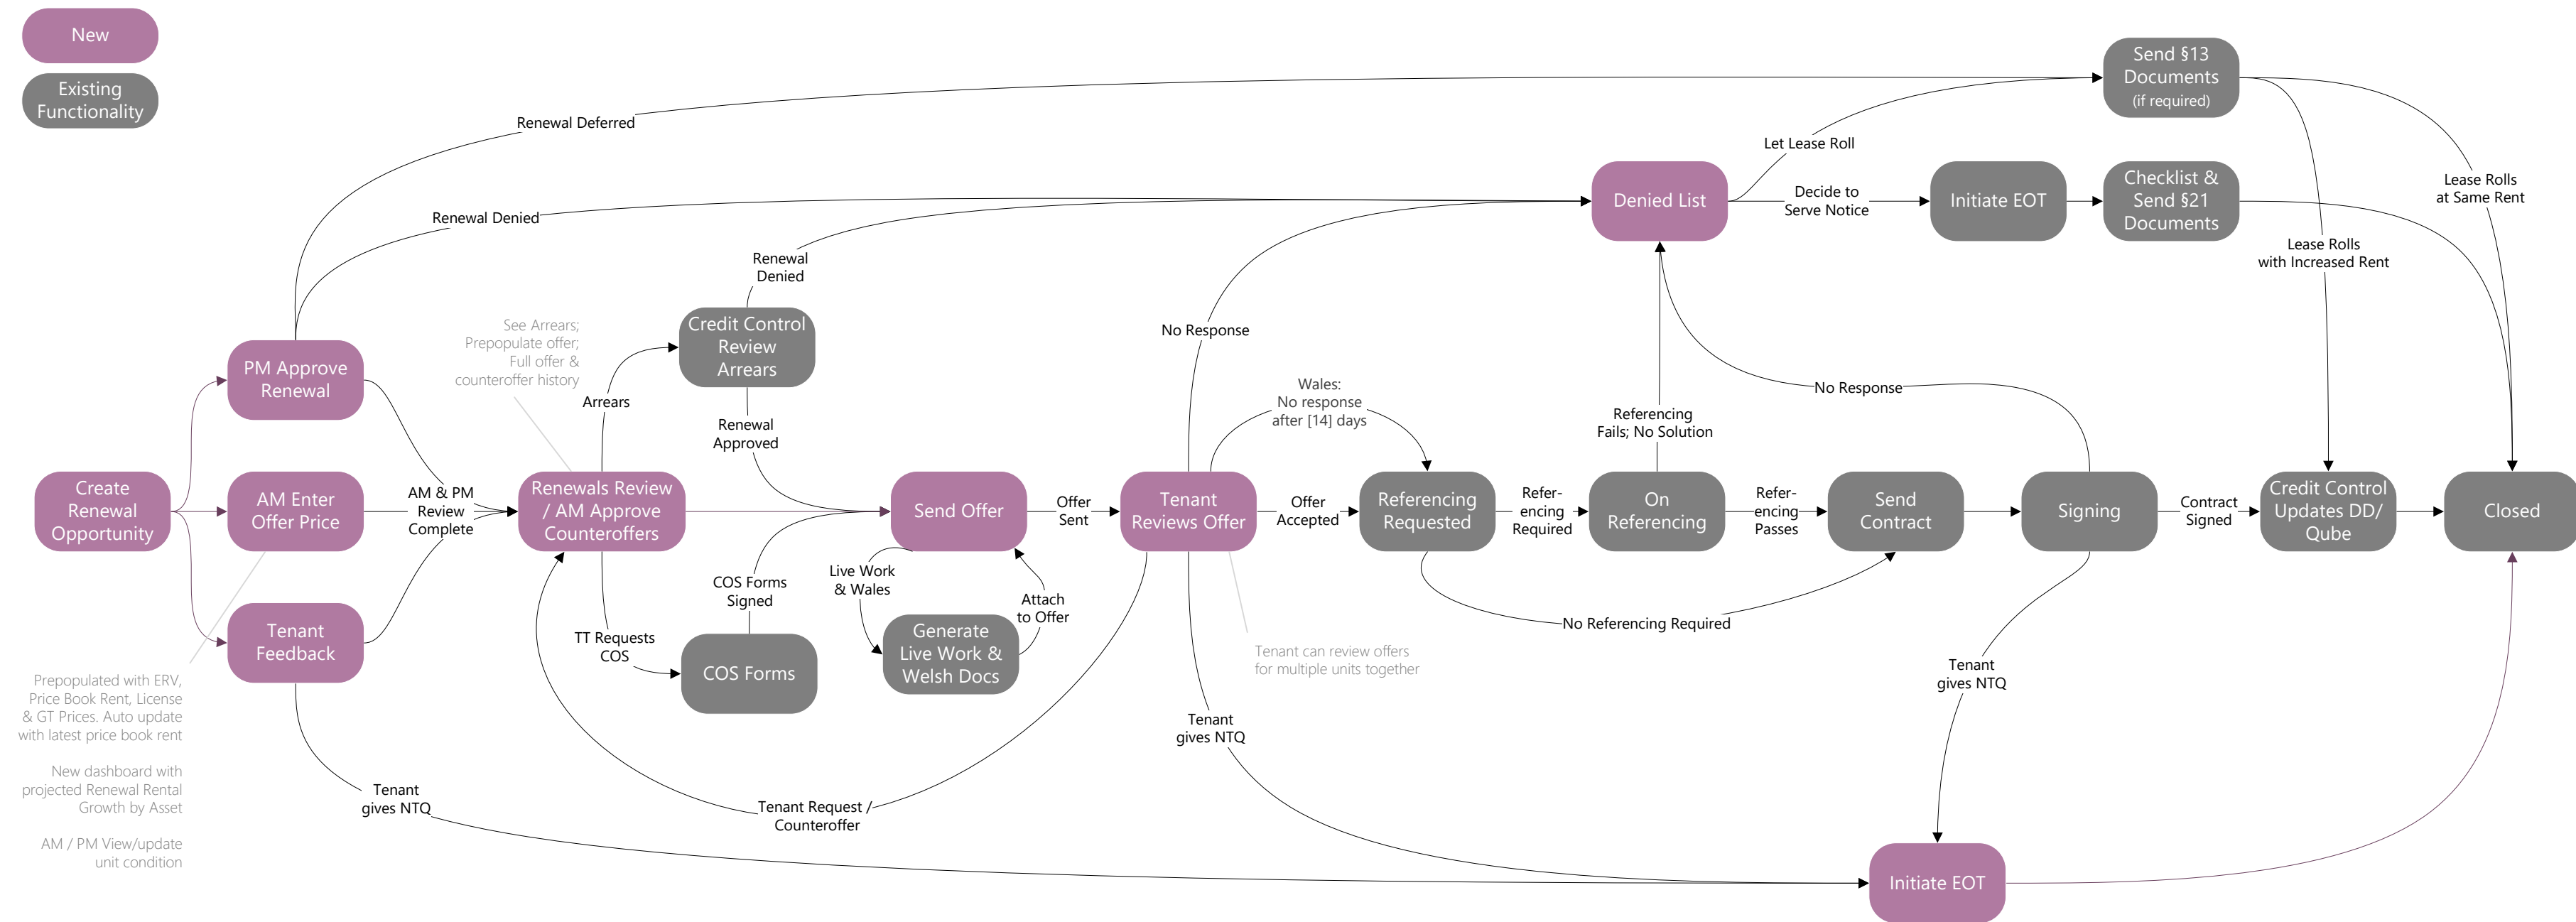 New
Existing
Functionality
Send §13
Documents
(if required)
Renewal Deferred
Let Lease Roll
Renewal Denied
Denied List
Decide to
Serve Notice
Initiate EOT
Checklist &
Send §21
Documents
Lease Rolls
at Same Rent
Lease Rolls
with Increased Rent
Renewal
Denied
See Arrears;
Prepopulate offer;
Full offer &
counteroffer history
Credit Control
Review
Arrears
No Response
PM Approve
Renewal
Arrears
Renewal
Approved
Wales:
No response
after [14] days
Referencing
Fails; No Solution
No Response
Create
Renewal
Opportunity
AM Enter
Offer Price
AM & PM
Review
Complete
Renewals Review
/ AM Approve
Counteroffers
Send Offer
Offer
Sent
Tenant
Reviews Offer
Offer
Accepted
Referencing
Requested
Refer-
encing
Required
On
Referencing
Refer-
encing
Passes
Send
Contract
Signing
Contract
Signed
Credit Control
Updates DD/
Qube
Closed
Tenant
Feedback
TT Requests
COS
COS Forms
Signed
COS Forms
Live Work
& Wales
Generate
Live Work &
Welsh Docs
Attach
to Offer
No Referencing Required
Tenant can review offers
for multiple units together
Tenant
gives NTQ
Prepopulated with ERV,
Price Book Rent, License
& GT Prices. Auto update
with latest price book rent
New dashboard with
projected Renewal Rental
Growth by Asset
AM / PM View/update
unit condition
Tenant
gives NTQ
Tenant Request /
Counteroffer
Tenant
gives NTQ
Initiate EOT